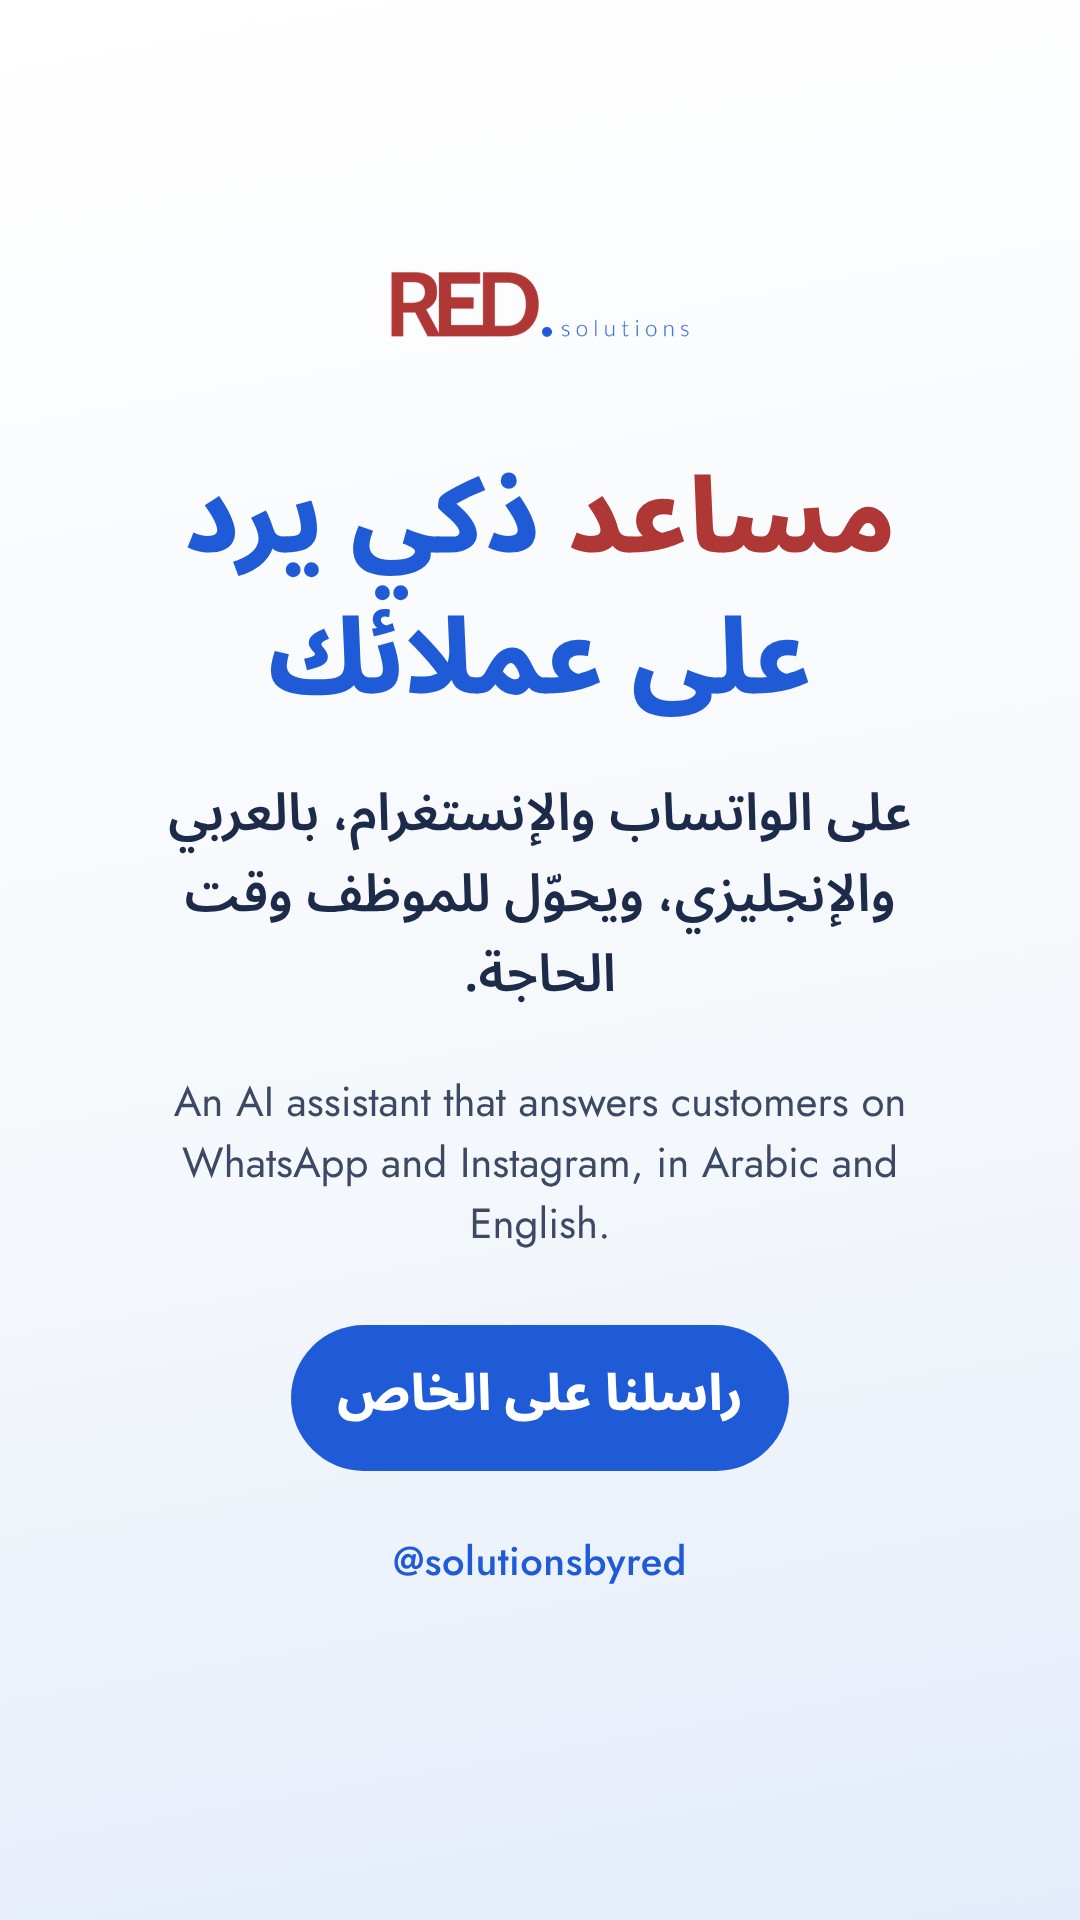 RED.solutions
مساعد ذكي يرد
على عملائك
على الواتساب والإنستغرام، بالعربي
والإنجليزي، ويحوّل للموظف وقت
الحاجة.
An AI assistant that answers customers on
WhatsApp and Instagram, in Arabic and
English.
راسلنا على الخاص
@solutionsbyred